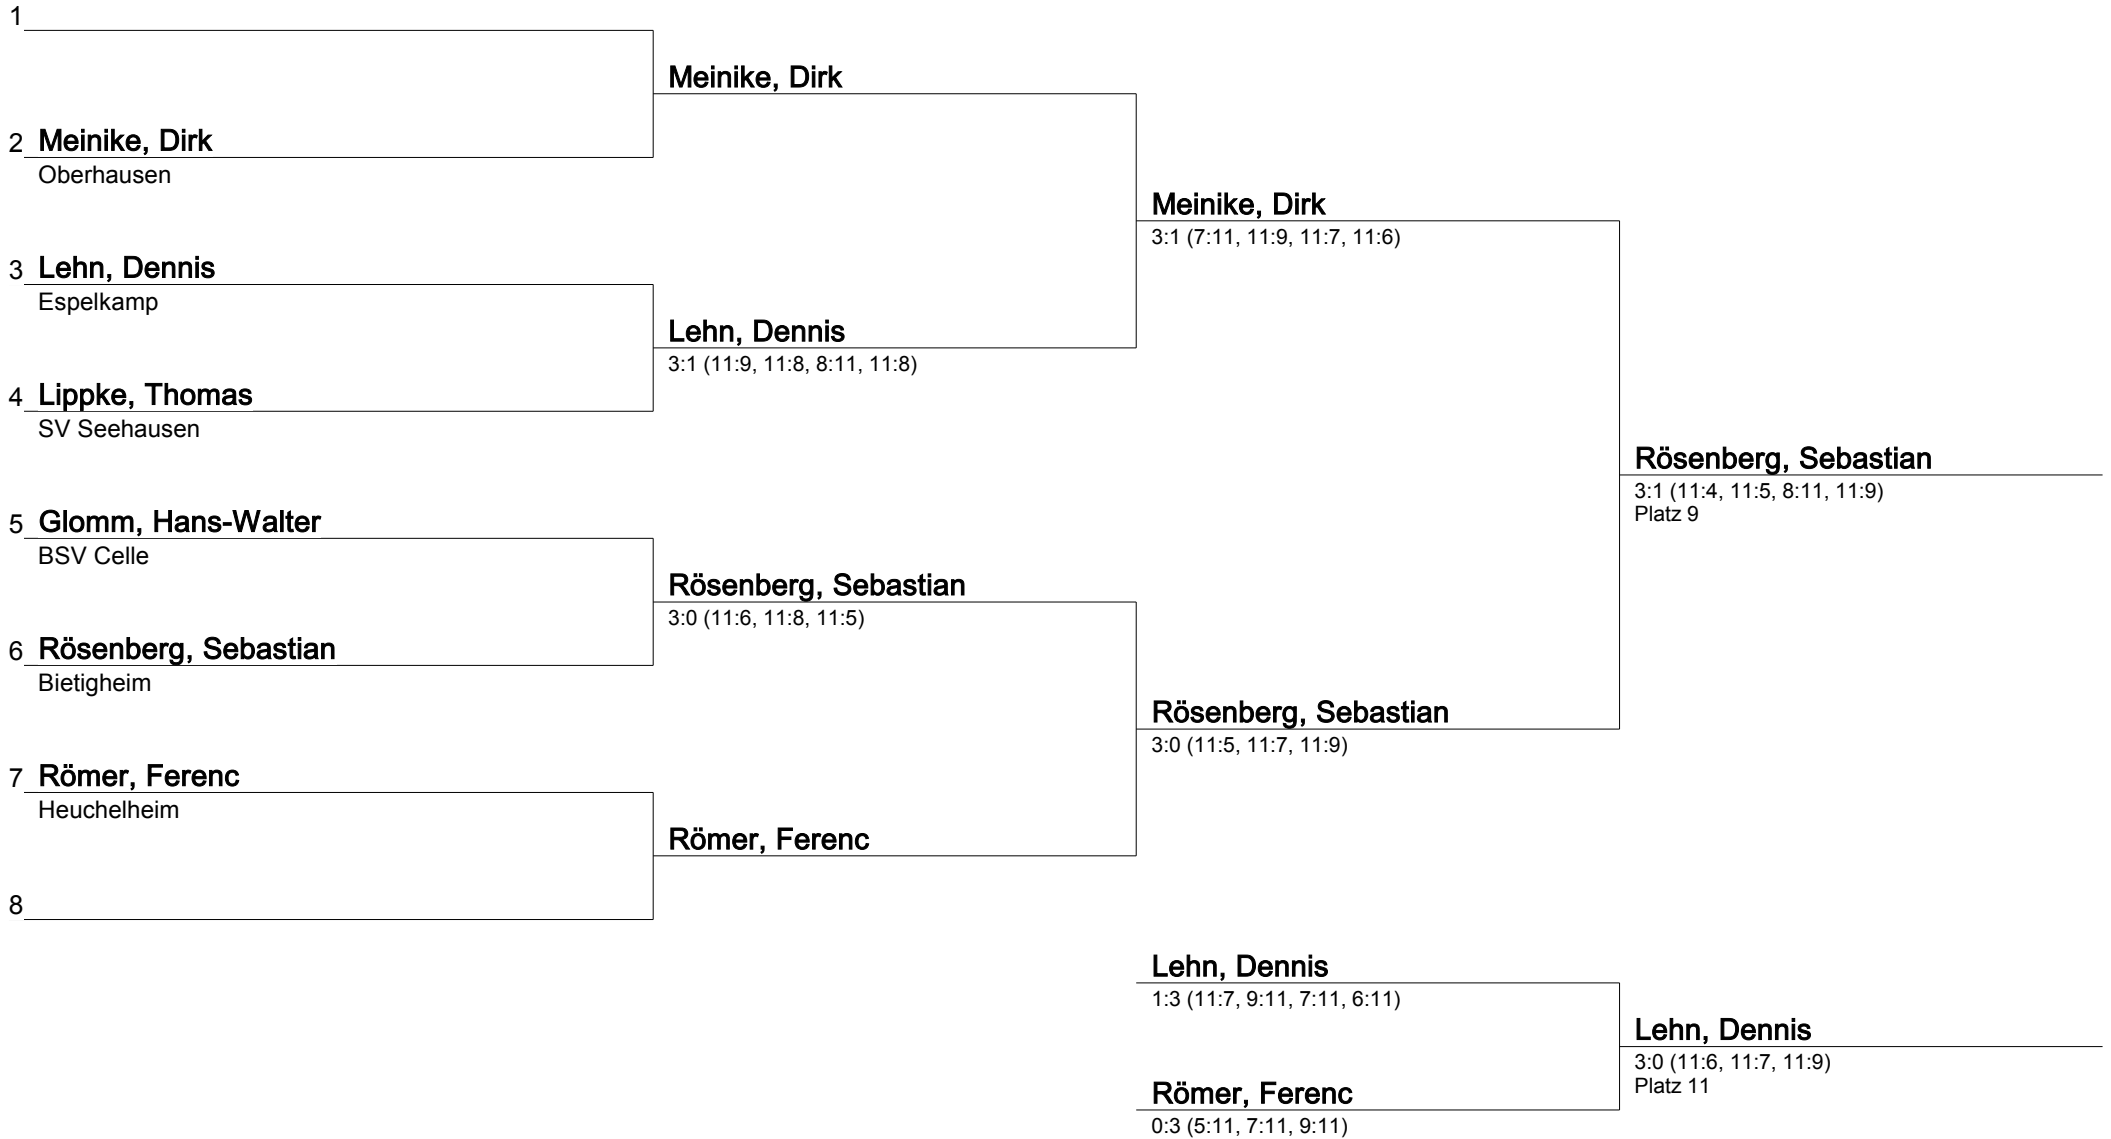 1
2 Meinike, Dirk
Oberhausen
3 Lehn, Dennis
Espelkamp
4 Lippke, Thomas
SV Seehausen
5 Glomm, Hans-Walter
BSV Celle
6 Rösenberg, Sebastian
Bietigheim
7 Römer, Ferenc
Heuchelheim
8
Meinike, Dirk
Lehn, Dennis
3:1 (11:9, 11:8, 8:11, 11:8)
Rösenberg, Sebastian
3:0 (11:6, 11:8, 11:5)
Römer, Ferenc
Meinike, Dirk
3:1 (7:11, 11:9, 11:7, 11:6)
Rösenberg, Sebastian
3:0 (11:5, 11:7, 11:9)
Rösenberg, Sebastian
3:1 (11:4, 11:5, 8:11, 11:9)
Platz 9
Lehn, Dennis
1:3 (11:7, 9:11, 7:11, 6:11)
Römer, Ferenc
0:3 (5:11, 7:11, 9:11)
Lehn, Dennis
3:0 (11:6, 11:7, 11:9)
Platz 11